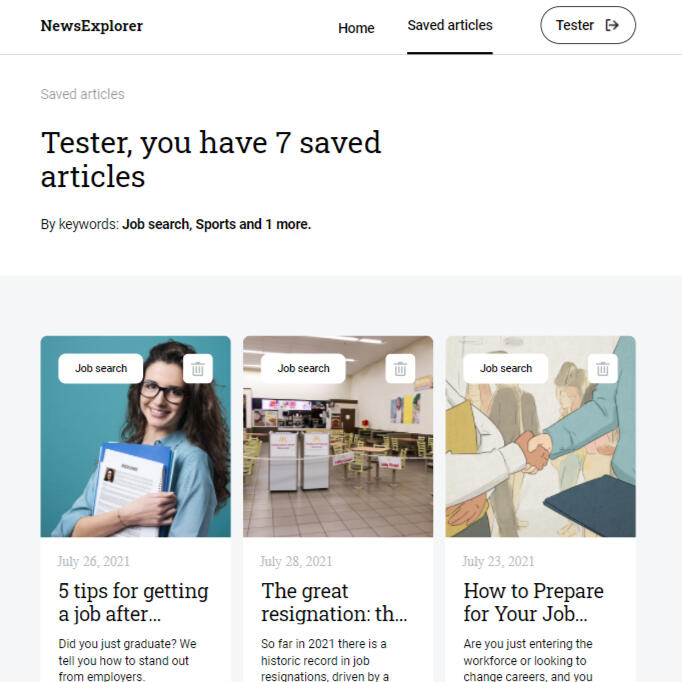 NewsExplorer
Home
Saved articles
Tester
Saved articles
Tester, you have 7 saved
articles
By keywords: Job search, Sports and 1 more.
Job search
Job search
Job search
RESUME
July 26, 2021
5 tips for getting
a job after...
Did you just graduate? We
tell you how to stand out
from employers.
July 28, 2021
The great
resignation: th...
So far in 2021 there is a
historic record in job
resignations, driven by a
July 23, 2021
How to Prepare
for Your Job...
Are you just entering the
workforce or looking to
change careers, and you